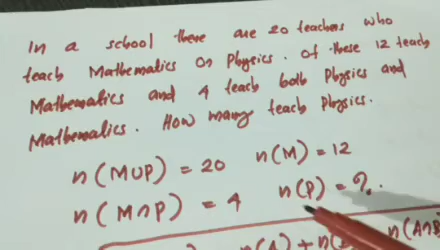 In a school there are 20 teachers who
teach Mathematics or Physics. Of these 12 teach
Mathematics and 4 teach both Physics and
Mathematics. How many teach Physics.
n(M∪P) = 20 n(M) = 12
n(M∩P) = 4 n(P) = ?.
n(A) + n( n(A∩B